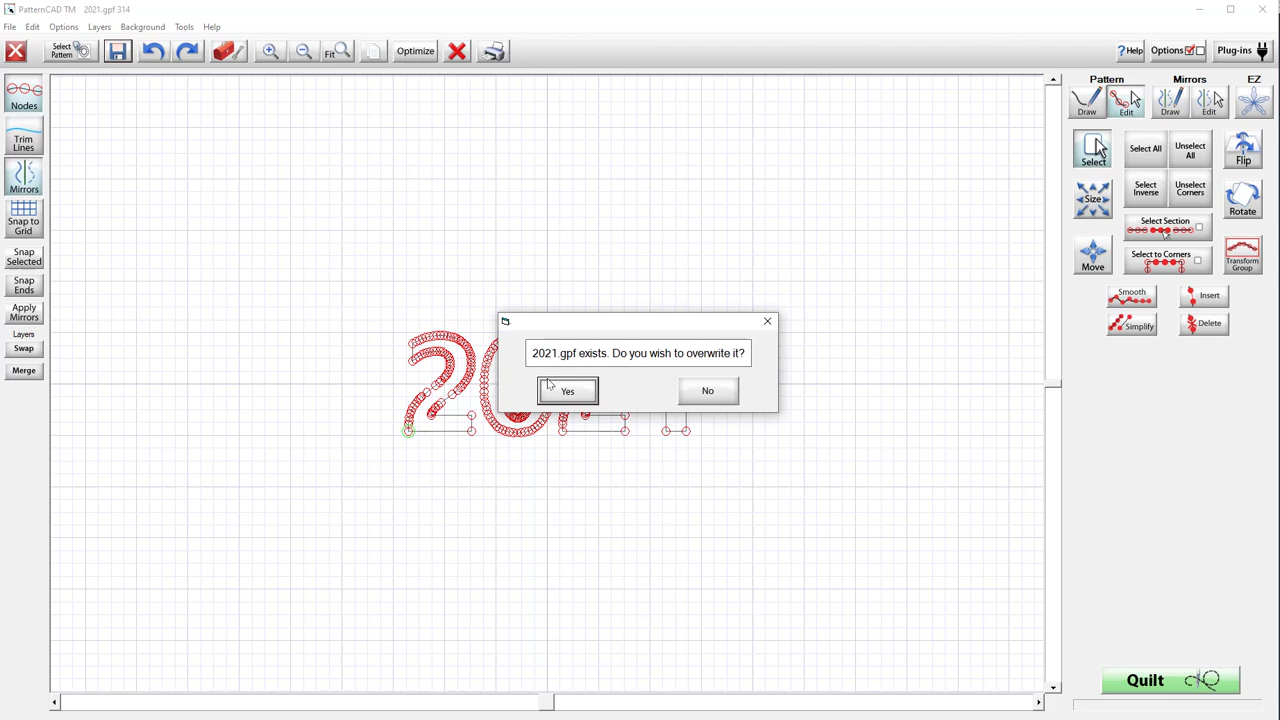 PatternCAD TM 2021.gpf 314
File Edit Options Layers Background Tools Help
Select Pattern
Fit
Optimize
?Help
Options
Plug-ins
Nodes
Trim Lines
Mirrors
Snap to Grid
Snap Selected
Snap Ends
Apply Mirrors
Layers
Swap
Merge
2021.gpf exists. Do you wish to overwrite it?
Yes No
Pattern Mirrors EZ
Draw Edit Draw Edit
Select
Select All
Unselect All
Flip
Size
Select Inverse
Unselect Corners
Rotate
Select Section
Move
Select to Corners
Transform Group
Smooth
Insert
Simplify
Delete
Quilt